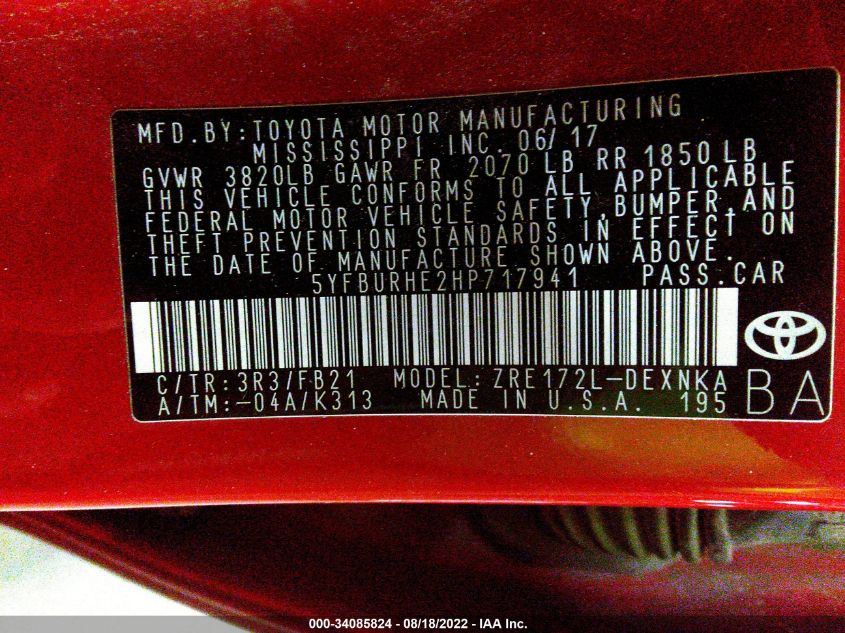 MFD.BY:TOYOTA MOTOR MANUFACTURING
MISSISSIPPI INC. 06/17
GVWR 3820LB GAWR FR 2070 LB RR 1850 LB
THIS VEHICLE CONFORMS TO ALL APPLICABLE
FEDERAL MOTOR VEHICLE SAFETY,BUMPER,AND
THEFT PREVENTION STANDARDS IN EFFECT ON
THE DATE OF MANUFACTURE SHOWN ABOVE.
5YFBURHE2HP717941 PASS.CAR
C/TR:3R3/FB21 MODEL:ZRE172L-DEXNKA
A/TM:-04A/K313 MADE IN U.S.A. 195
BA
000-34085824 - 08/18/2022 - IAA Inc.